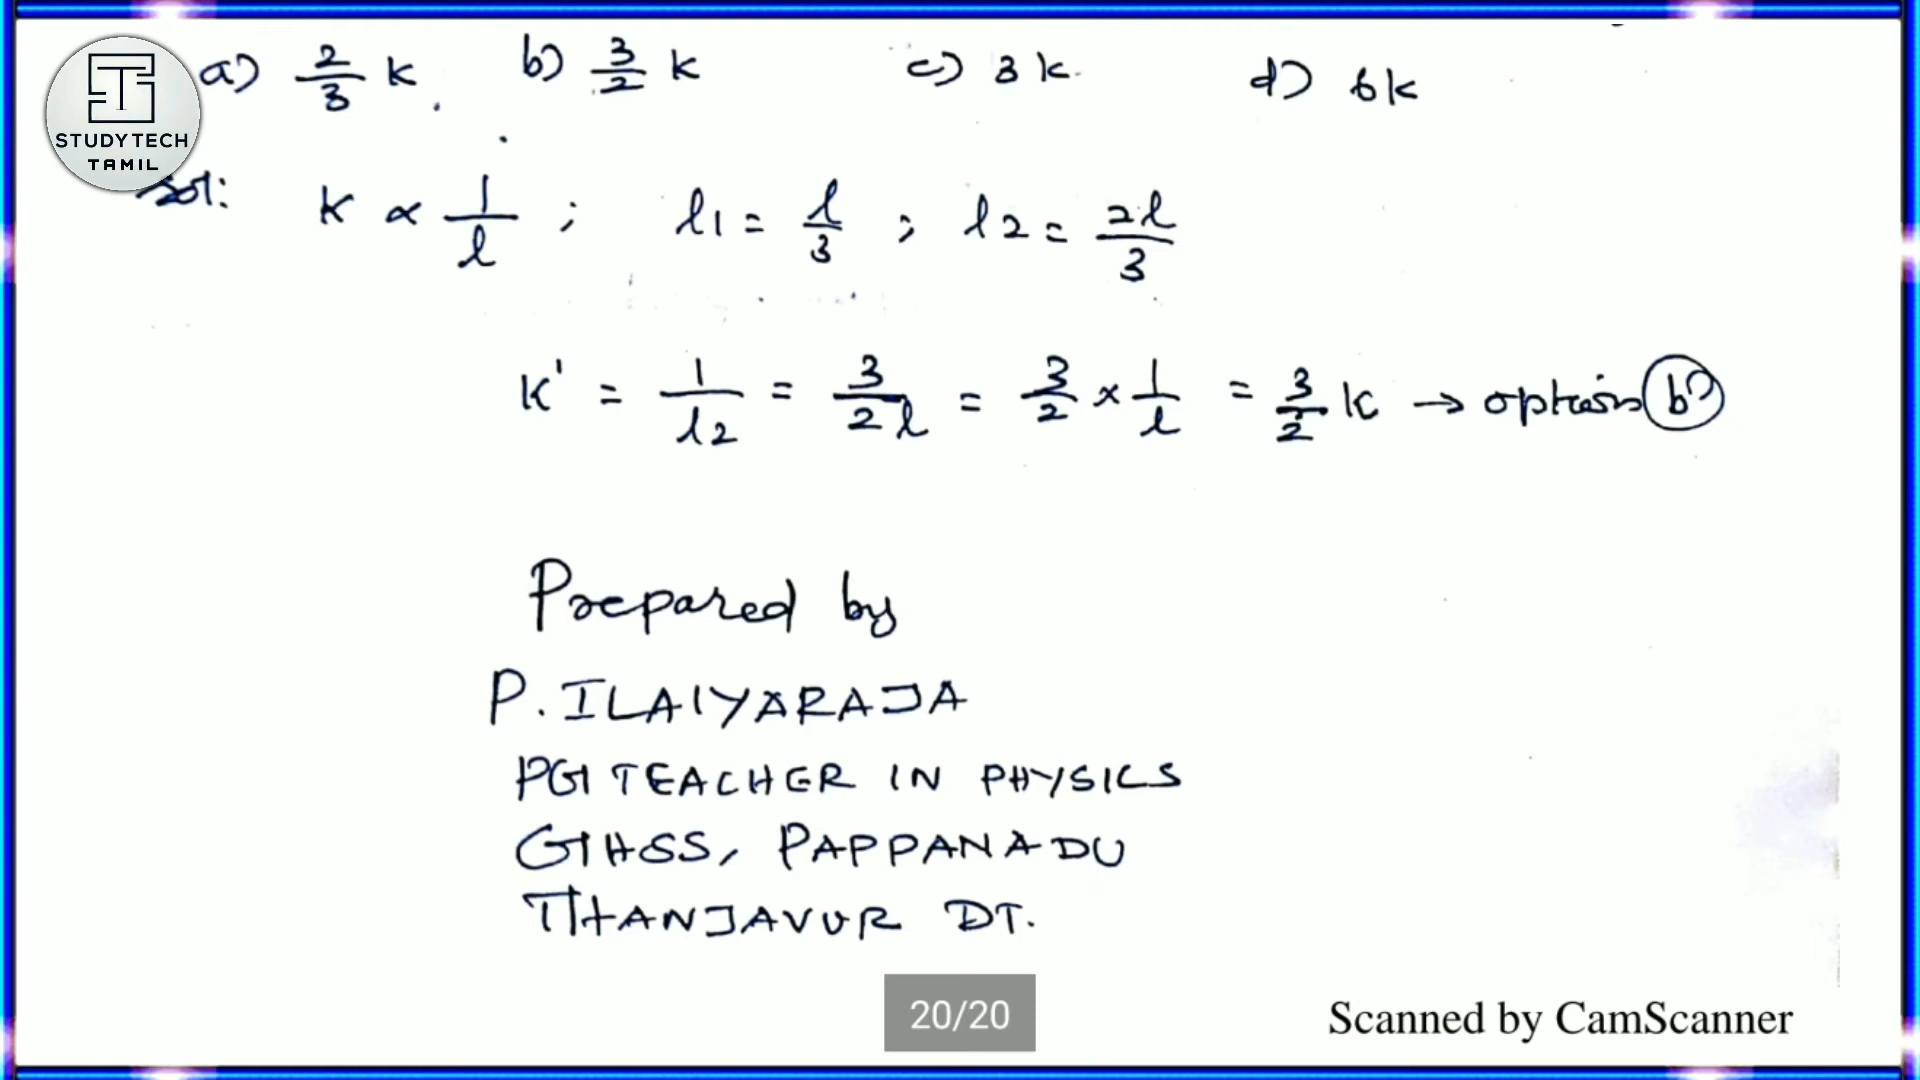 a) 2/3 k. b) 3/2 k c) 3k. d) 6k
STUDYTECH
TAMIL
Sol: k ∝ 1/l ; l1 = l/3 ; l2 = 2l/3
k' = 1/l2 = 3/2l = 3/2 × 1/l = 3/2 k → option b)
Prepared by
P. ILAIYARAJA
PG TEACHER IN PHYSICS
GHSS, PAPPANADU
THANJAVUR DT.
20/20
Scanned by CamScanner